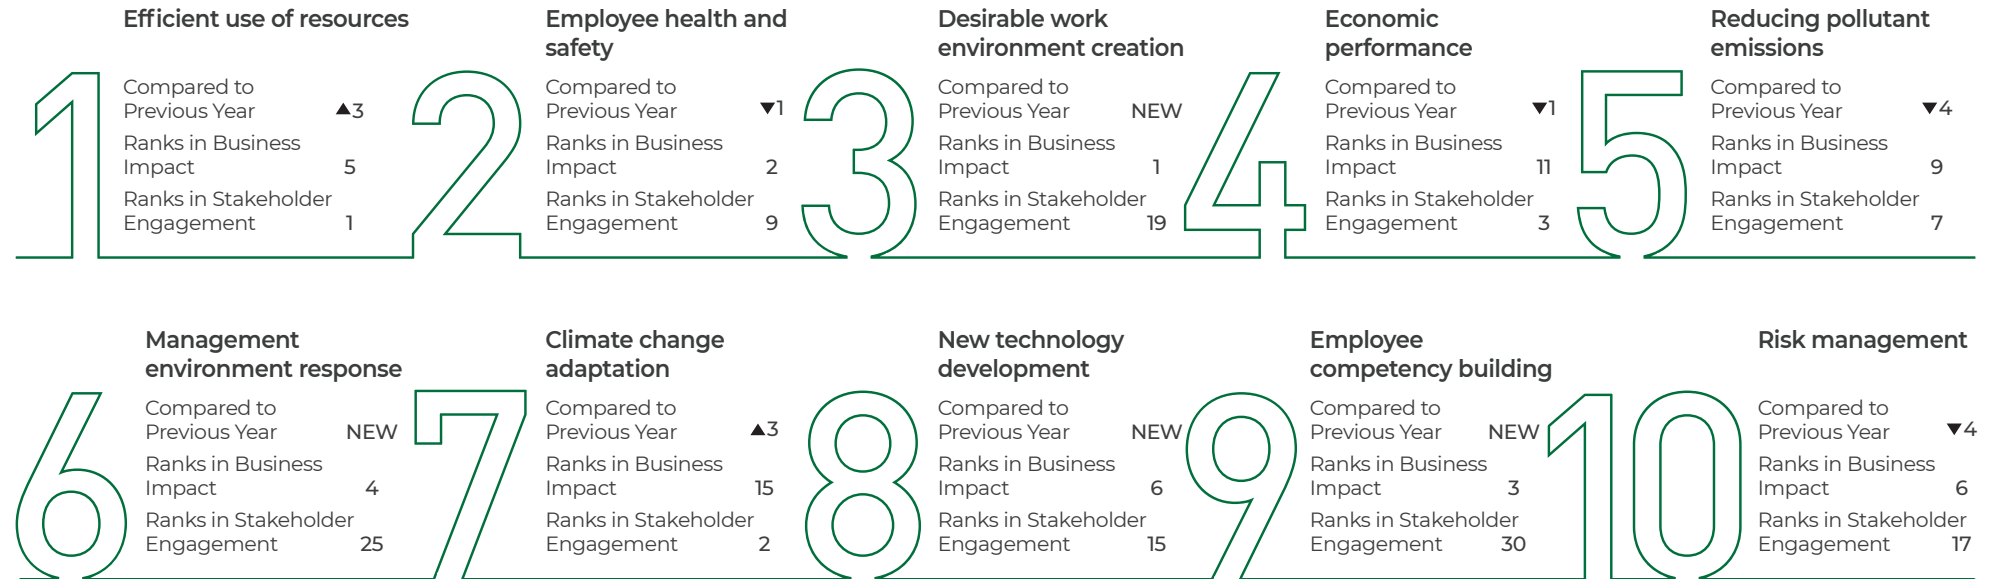 1
Efficient use of resources
Compared to
Previous Year ▲3
Ranks in Business
Impact 5
Ranks in Stakeholder
Engagement 1
2
Employee health and
safety
Compared to
Previous Year ▼1
Ranks in Business
Impact 2
Ranks in Stakeholder
Engagement 9
3
Desirable work
environment creation
Compared to
Previous Year NEW
Ranks in Business
Impact 1
Ranks in Stakeholder
Engagement 19
4
Economic
performance
Compared to
Previous Year ▼1
Ranks in Business
Impact 11
Ranks in Stakeholder
Engagement 3
5
Reducing pollutant
emissions
Compared to
Previous Year ▼4
Ranks in Business
Impact 9
Ranks in Stakeholder
Engagement 7
6
Management
environment response
Compared to
Previous Year NEW
Ranks in Business
Impact 4
Ranks in Stakeholder
Engagement 25
7
Climate change
adaptation
Compared to
Previous Year ▲3
Ranks in Business
Impact 15
Ranks in Stakeholder
Engagement 2
8
New technology
development
Compared to
Previous Year NEW
Ranks in Business
Impact 6
Ranks in Stakeholder
Engagement 15
9
Employee
competency building
Compared to
Previous Year NEW
Ranks in Business
Impact 3
Ranks in Stakeholder
Engagement 30
10
Risk management
Compared to
Previous Year ▼4
Ranks in Business
Impact 6
Ranks in Stakeholder
Engagement 17